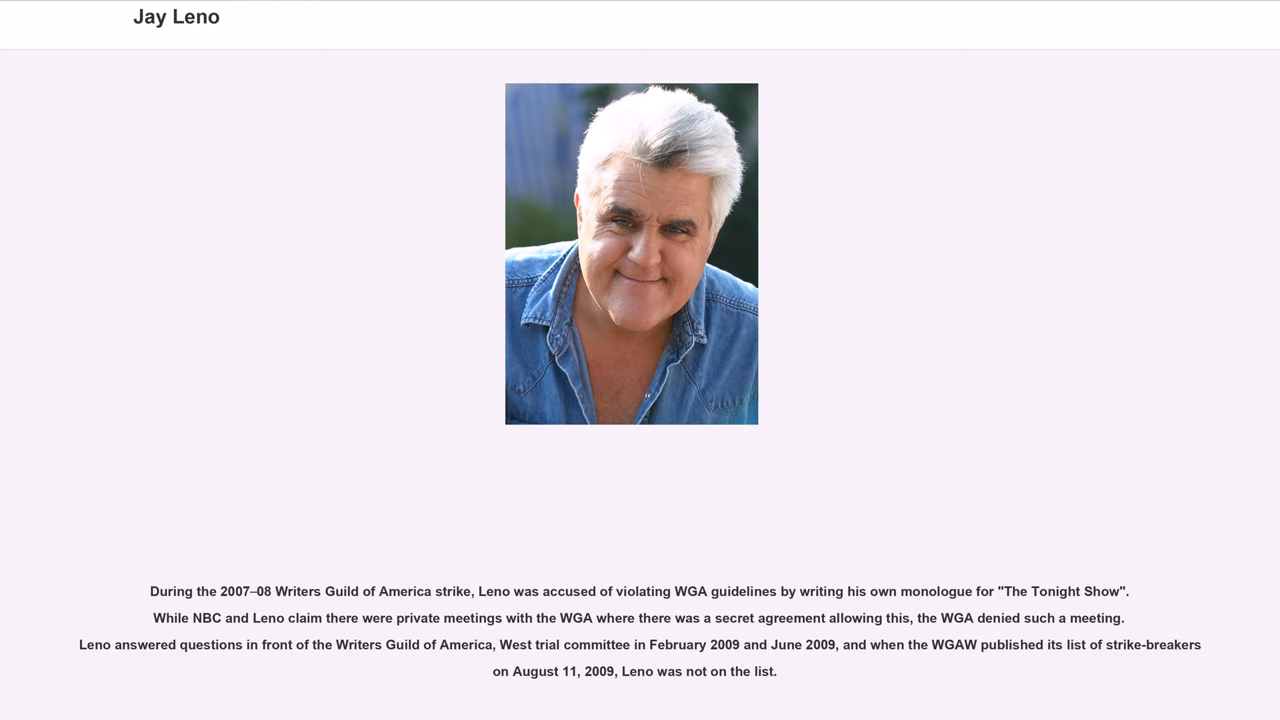 Jay Leno
During the 2007–08 Writers Guild of America strike, Leno was accused of violating WGA guidelines by writing his own monologue for "The Tonight Show".
While NBC and Leno claim there were private meetings with the WGA where there was a secret agreement allowing this, the WGA denied such a meeting.
Leno answered questions in front of the Writers Guild of America, West trial committee in February 2009 and June 2009, and when the WGAW published its list of strike-breakers
on August 11, 2009, Leno was not on the list.